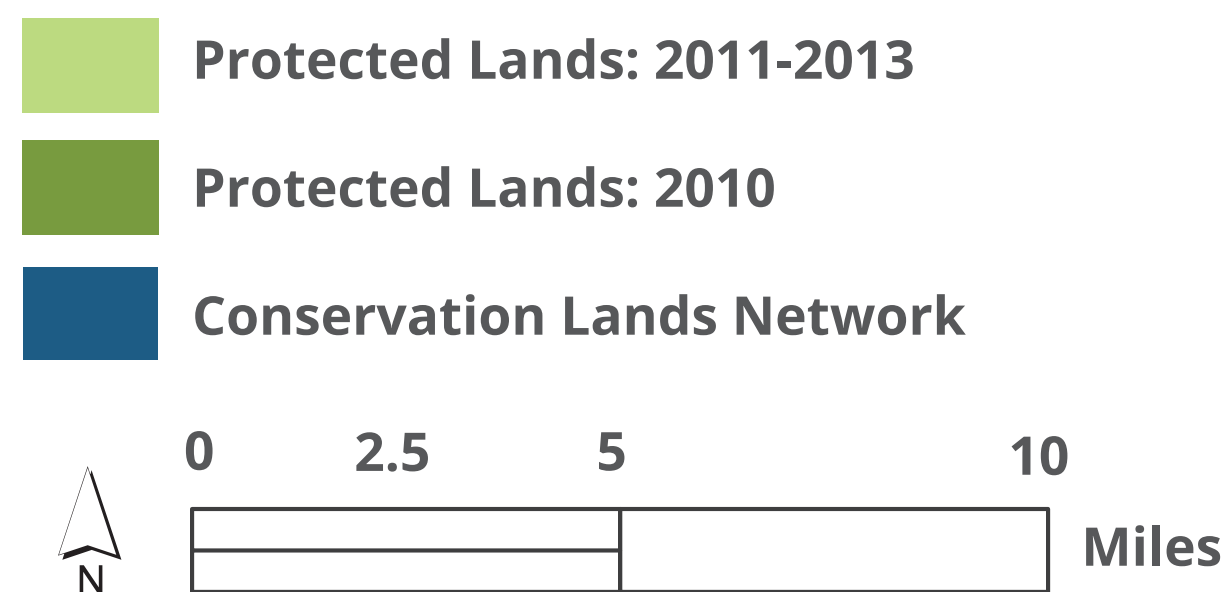 Protected Lands: 2011-2013
Protected Lands: 2010
Conservation Lands Network
0 2.5 5 10
Miles
N